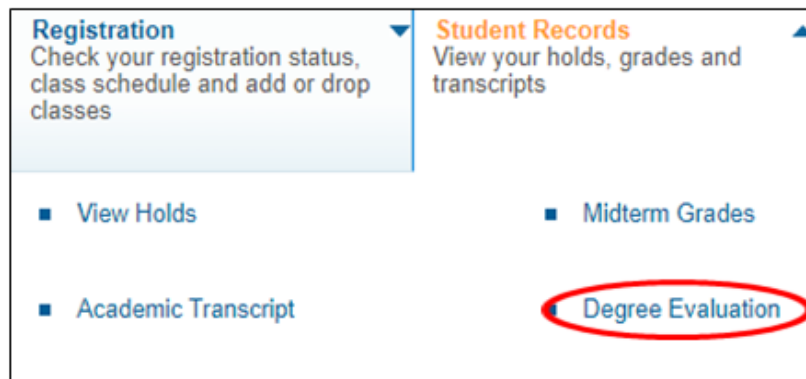 Registration
Check your registration status,
class schedule and add or drop
classes
Student Records
View your holds, grades and
transcripts
View Holds
Midterm Grades
Academic Transcript
Degree Evaluation